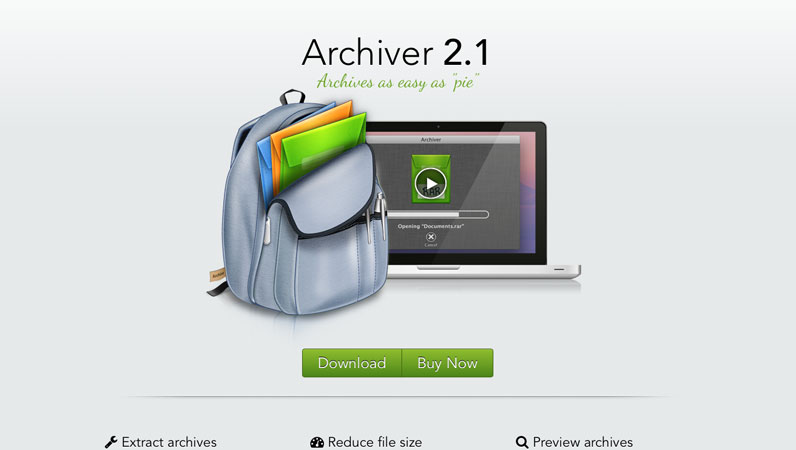 Archiver 2.1
Archives as easy as "pie"
Archiver
RAR
Opening "Documents.rar"
Cancel
Download
Buy Now
Extract archives
Reduce file size
Preview archives